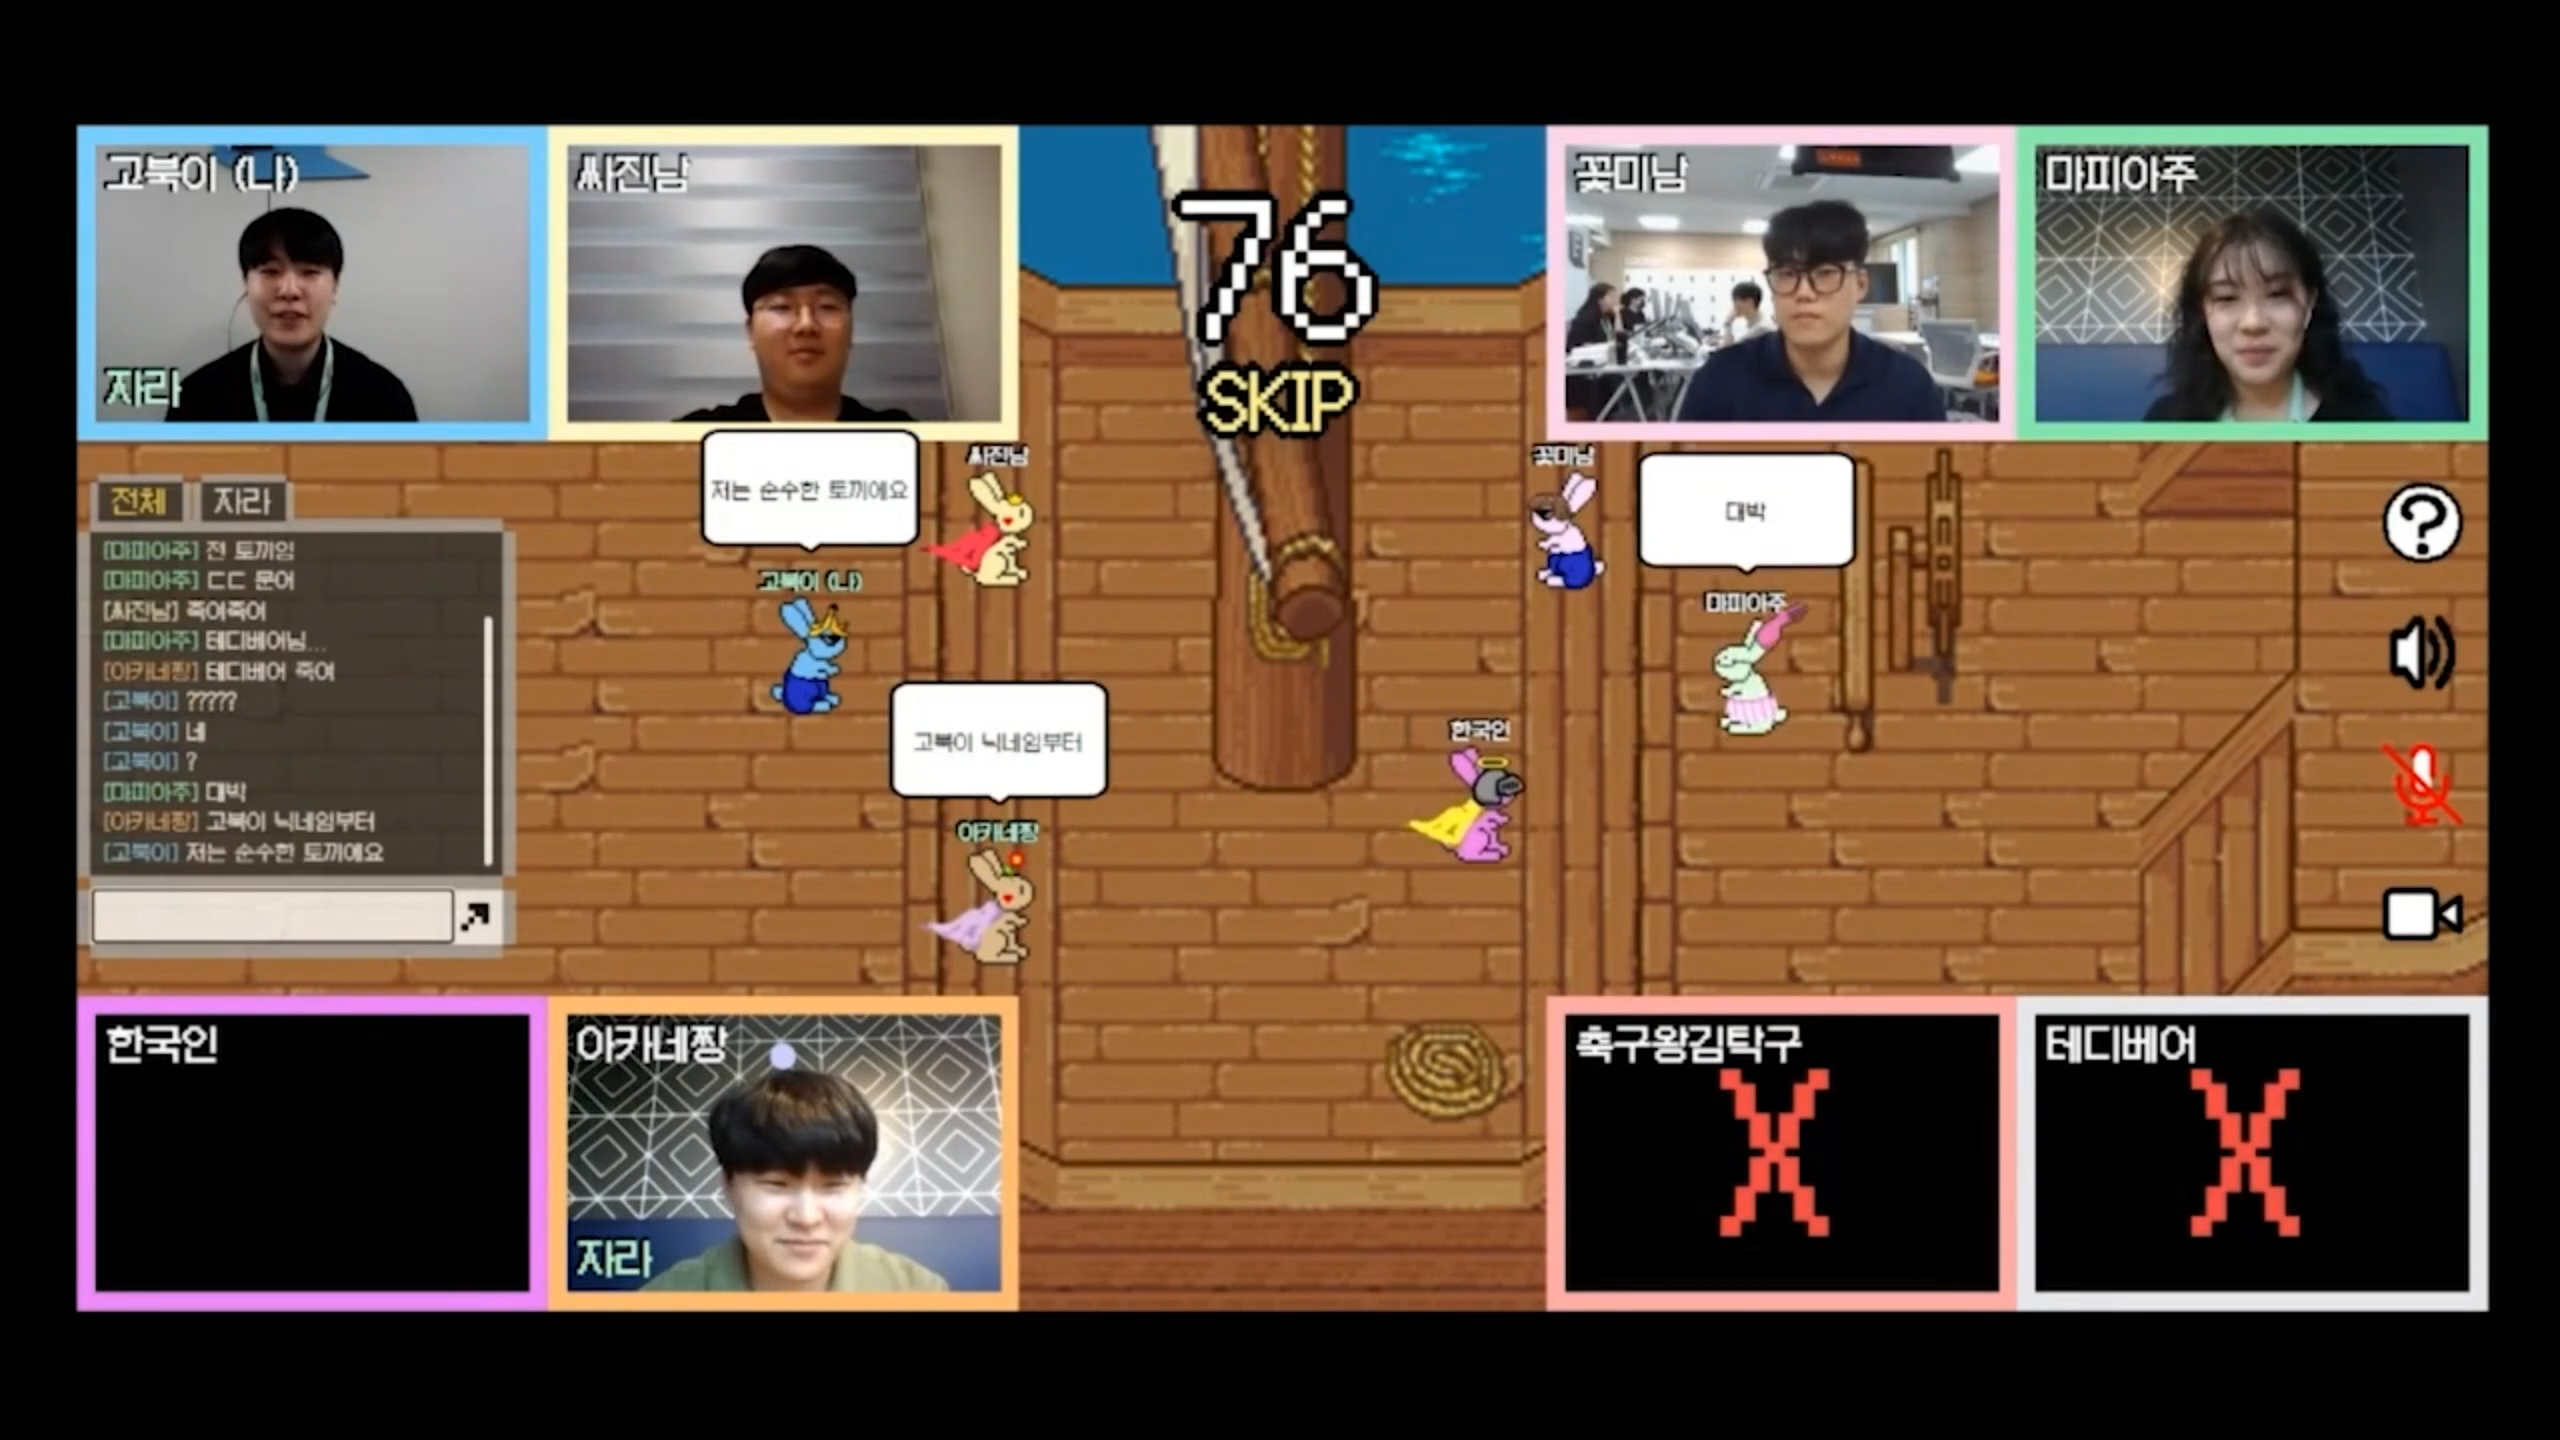 고북이 (나)
자라
싸진남
76
SKIP
꽃미남
마피아주
전체
자라
[마피아주] 전 토끼임
[마피아주] ㄷㄷ 문어
[싸진남] 죽여죽여
[마피아주] 테디베어님...
[아카네짱] 테디베어 죽여
[고북이] ?????
[고북이] 네
[고북이] ?
[마피아주] 대박
[아카네짱] 고북이 닉네임부터
[고북이] 저는 순수한 토끼에요
저는 순수한 토끼에요
싸진남
고북이 (나)
고북이 닉네임부터
아카네짱
꽃미남
대박
마피아주
한국인
한국인
아카네짱
자라
축구왕김탁구
X
테디베어
X